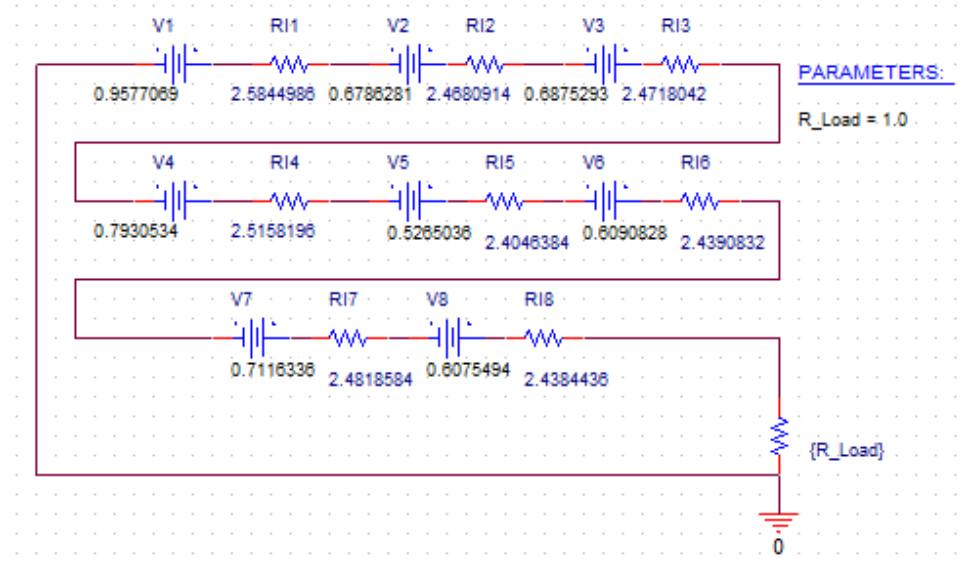 V1 RI1 V2 RI2 V3 RI3
0.9577069 2.5844986 0.6786281 2.4680914 0.6875293 2.4718042
PARAMETERS:
R_Load = 1.0
V4 RI4 V5 RI5 V6 RI6
0.7930534 2.5158196 0.5265036 2.4046384 0.6090828 2.4390832
V7 RI7 V8 RI8
0.7116336 2.4818584 0.6075494 2.4384436
{R_Load}
0